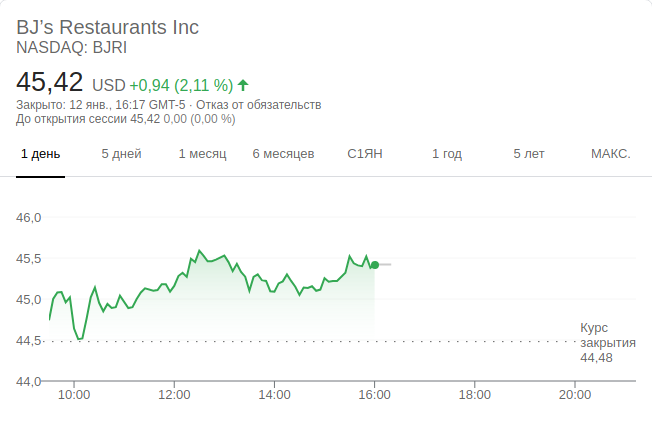 BJ's Restaurants Inc
NASDAQ: BJRI
45,42 USD +0,94 (2,11 %)
Закрыто: 12 янв., 16:17 GMT-5 · Отказ от обязательств
До открытия сессии 45,42 0,00 (0,00 %)
1 день 5 дней 1 месяц 6 месяцев С1ЯН 1 год 5 лет МАКС.
46,0
45,5
45,0
44,5
44,0
Курс
закрытия
44,48
10:00 12:00 14:00 16:00 18:00 20:00